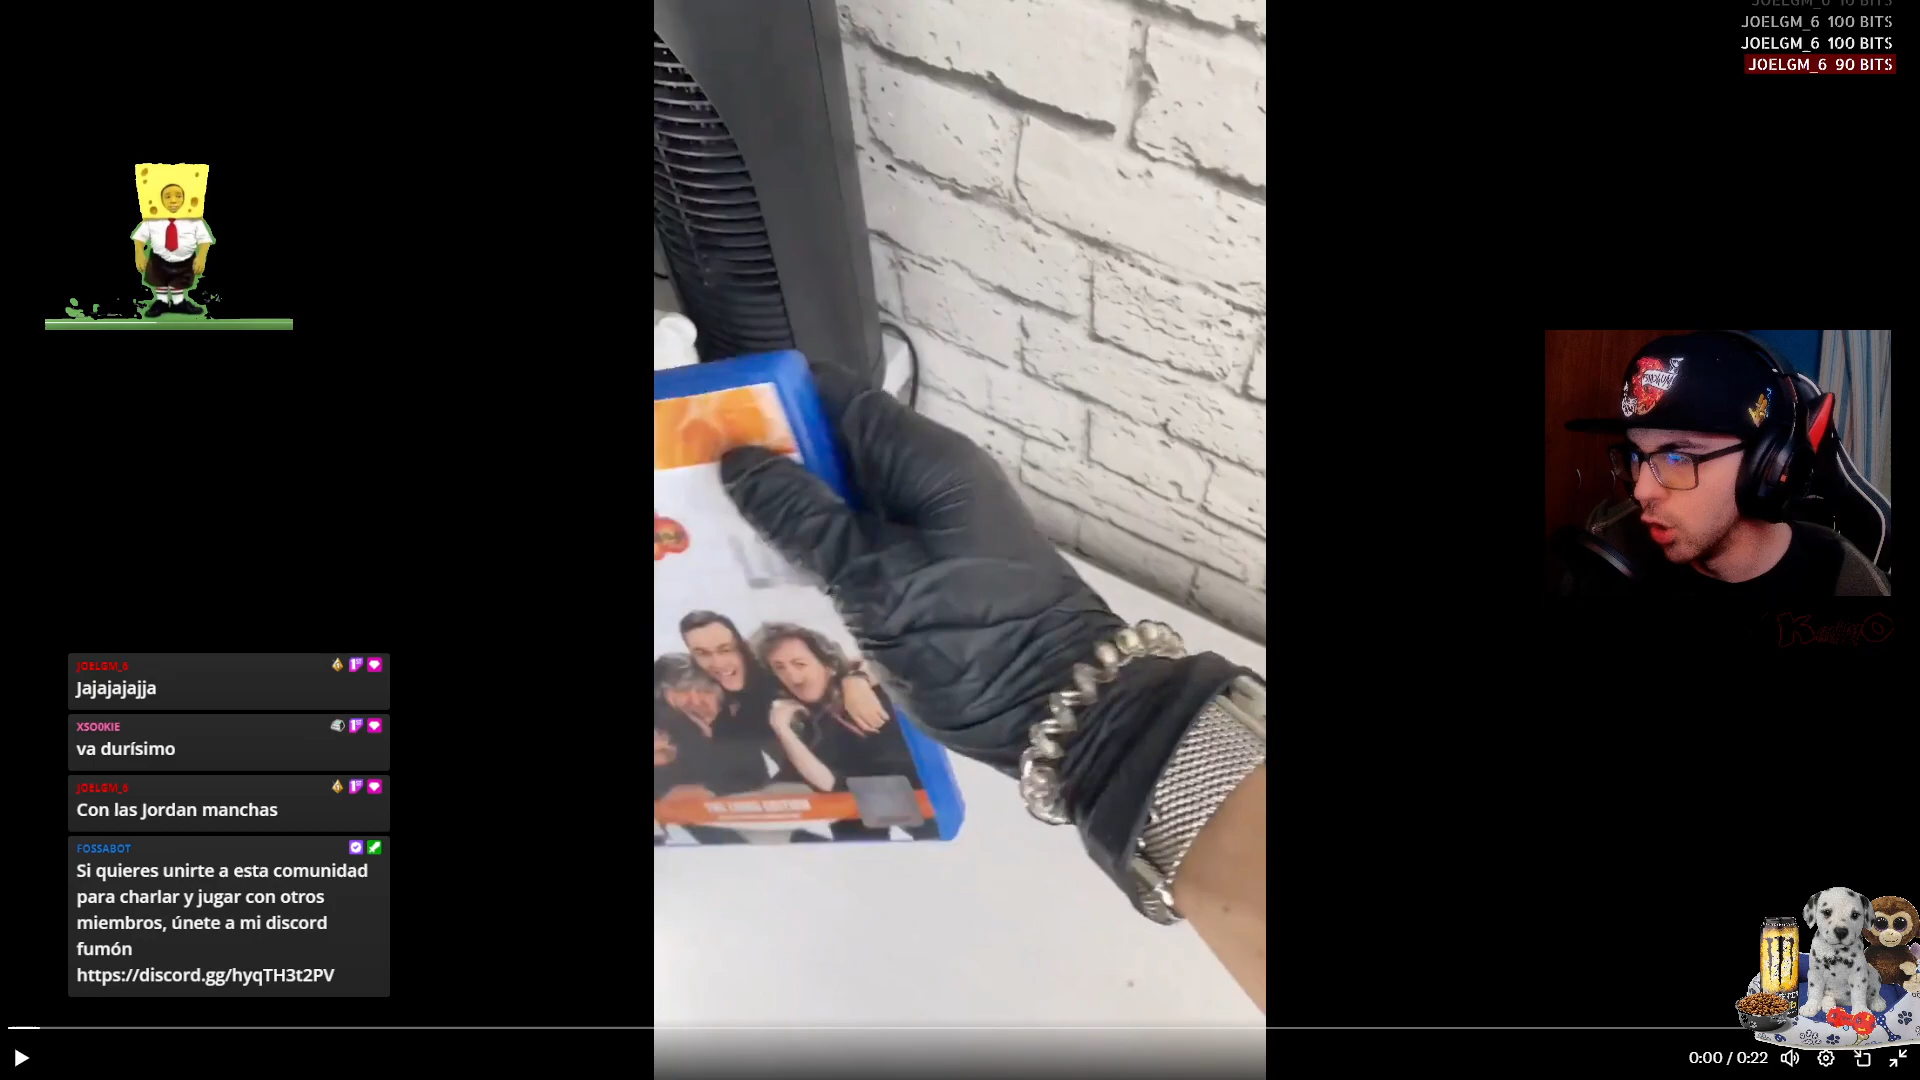 JOELGM_6 100 BITS
JOELGM_6 100 BITS
JOELGM_6 90 BITS
JOELGM_6
Jajajajajja
XSO0KIE
va durísimo
JOELGM_6
Con las Jordan manchas
FOSSABOT
Si quieres unirte a esta comunidad
para charlar y jugar con otros
miembros, únete a mi discord
fumón
https://discord.gg/hyqTH3t2PV
0:00 / 0:22